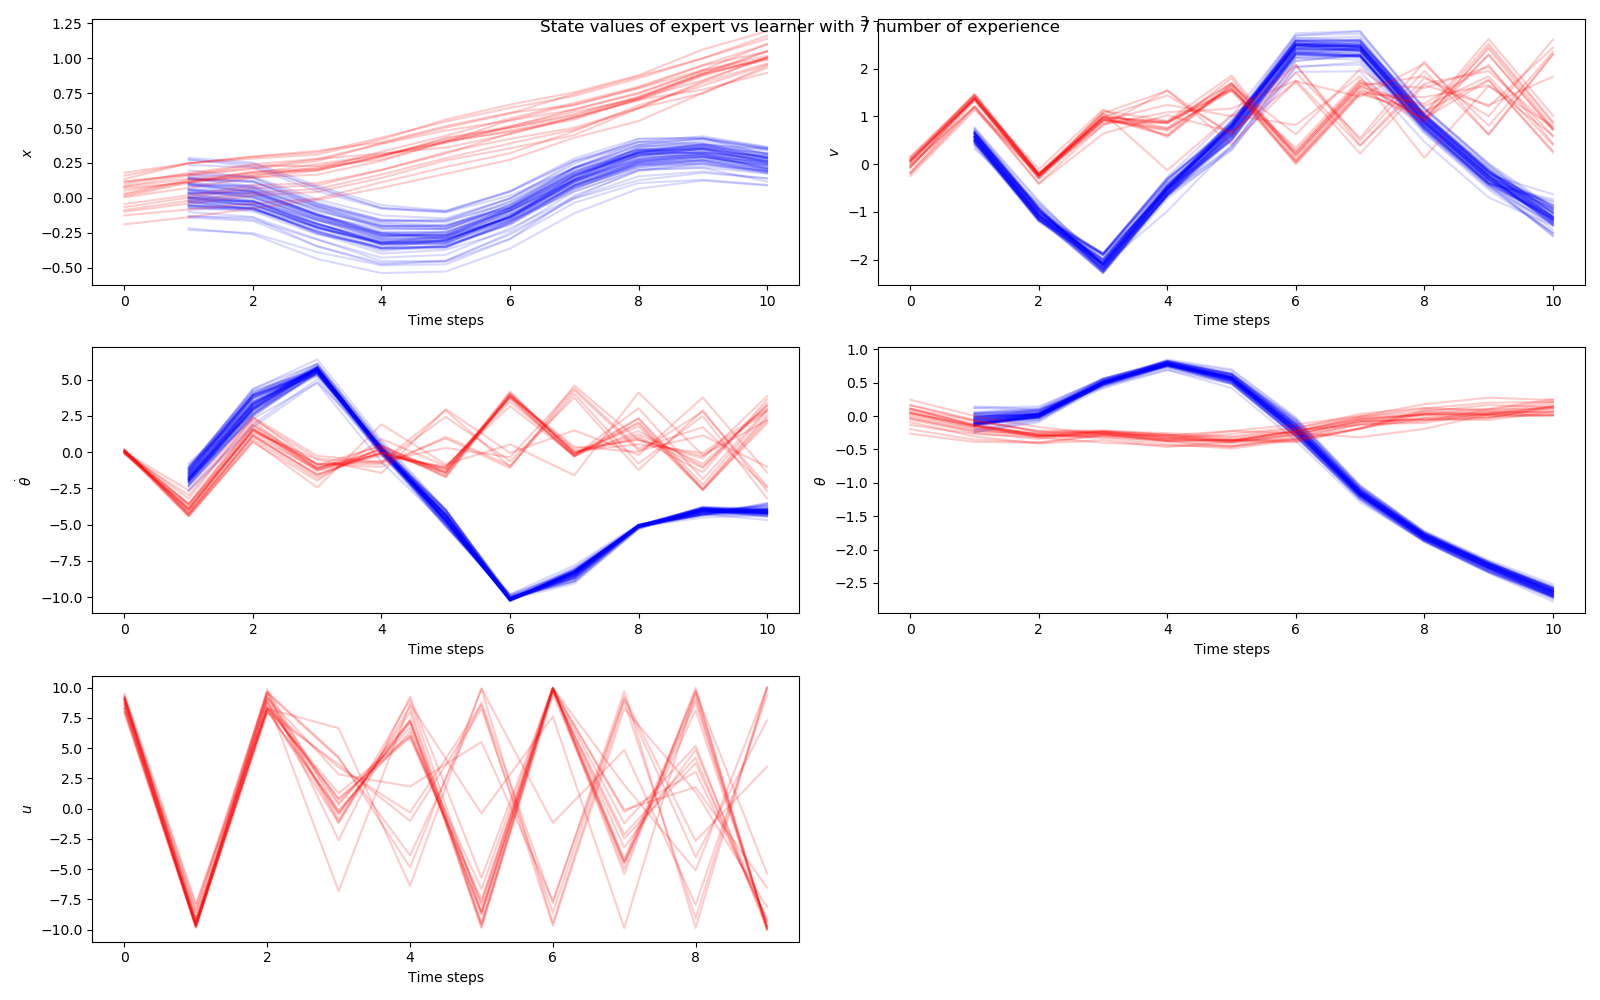 State values of expert vs learner with 7 number of experience
1.25
1.00
0.75
0.50
0.25
0.00
−0.25
−0.50
x
0 2 4 6 8 10
Time steps
3
2
1
0
−1
−2
v
0 2 4 6 8 10
Time steps
5.0
2.5
0.0
−2.5
−5.0
−7.5
−10.0
θ̇
0 2 4 6 8 10
Time steps
1.0
0.5
0.0
−0.5
−1.0
−1.5
−2.0
−2.5
θ
0 2 4 6 8 10
Time steps
10.0
7.5
5.0
2.5
0.0
−2.5
−5.0
−7.5
−10.0
u
0 2 4 6 8
Time steps